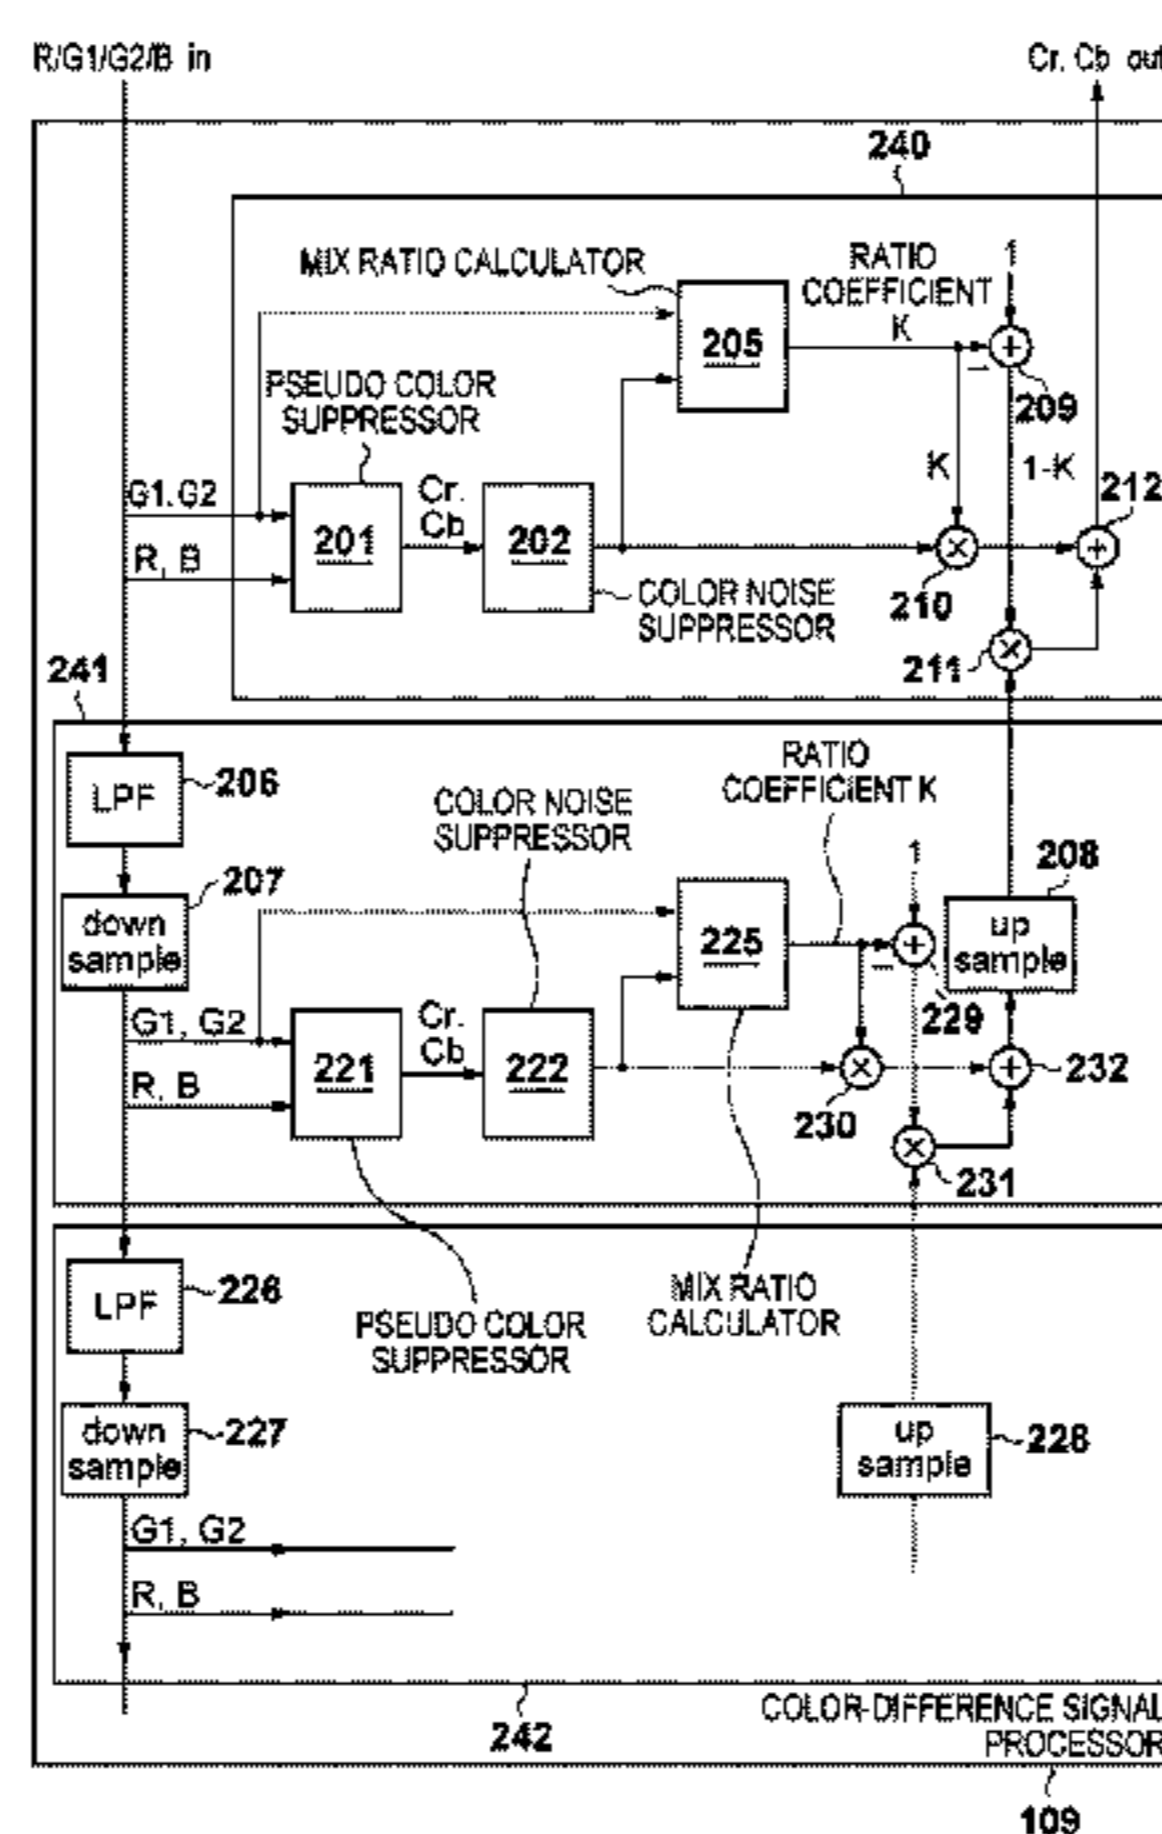 R/G1/G2/B in
Cr. Cb out
240
MIX RATIO CALCULATOR
RATIO
COEFFICIENT
K
1
205
209
PSEUDO COLOR
SUPPRESSOR
K
1-K
212
G1. G2
Cr.
Cb
201
202
R, B
210
COLOR NOISE
SUPPRESSOR
211
241
LPF
206
RATIO
COEFFICIENT K
COLOR NOISE
SUPPRESSOR
1
208
207
down
sample
up
sample
225
229
G1, G2
Cr.
Cb
221
222
R, B
230
232
231
LPF
226
MIX RATIO
CALCULATOR
PSEUDO COLOR
SUPPRESSOR
down
sample
227
up
sample
228
G1, G2
R, B
242
COLOR-DIFFERENCE SIGNAL
PROCESSOR
109